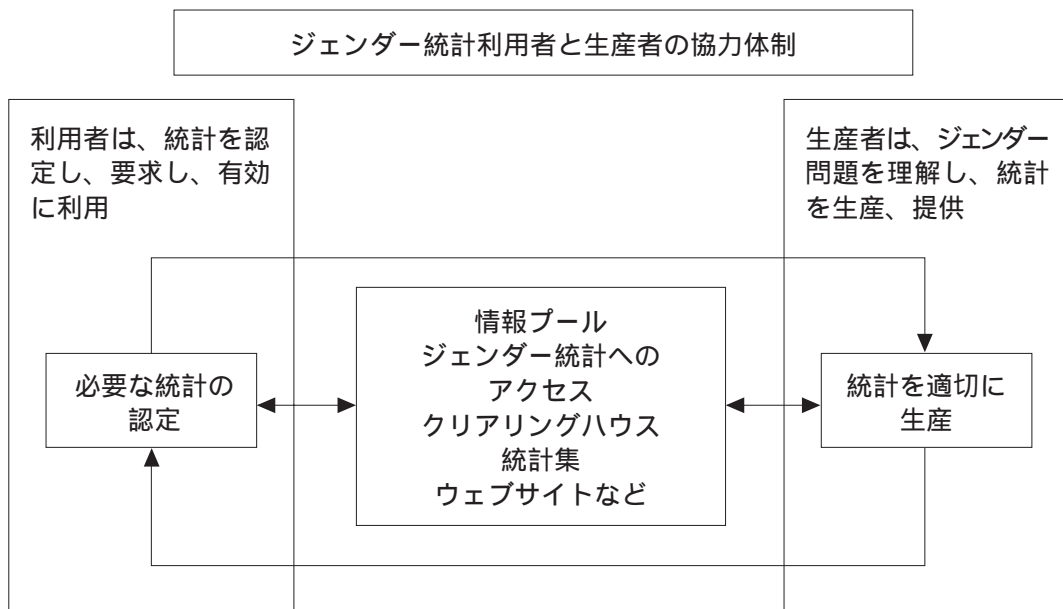 ジェンダー統計利用者と生産者の協力体制
利用者は、統計を認
定し、要求し、有効
に利用
生産者は、ジェンダー
問題を理解し、統計
を生産、提供
必要な統計の
認定
情報プール
ジェンダー統計への
アクセス
クリアリングハウス
統計集
ウェブサイトなど
統計を適切に
生産